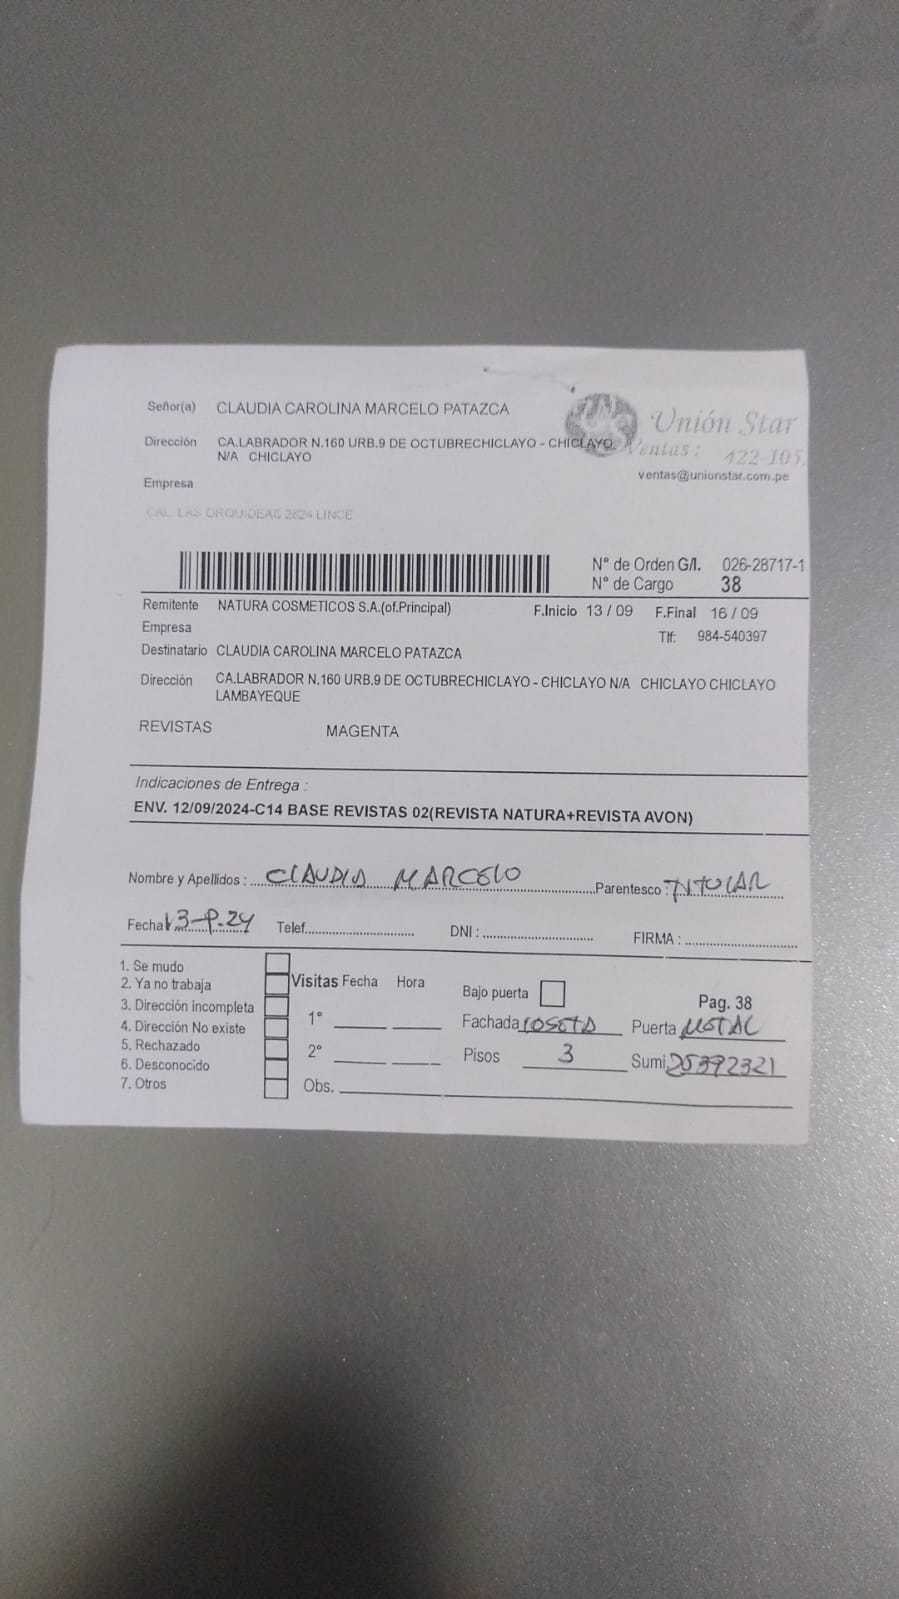 Señor(a) CLAUDIA CAROLINA MARCELO PATAZCA
Unión Star
Dirección CA.LABRADOR N.160 URB.9 DE OCTUBRECHICLAYO - CHICLAYO
N/A CHICLAYO
Ventas: 422-105
ventas@unionstar.com.pe
Empresa
CAL. LAS ORQUIDEAS 2624 LINCE
N° de Orden G/I. 026-28717-1
N° de Cargo 38
Remitente NATURA COSMETICOS S.A.(of.Principal) F.Inicio 13 / 09 F.Final 16 / 09
Empresa Tlf: 984-540397
Destinatario CLAUDIA CAROLINA MARCELO PATAZCA
Dirección CA.LABRADOR N.160 URB.9 DE OCTUBRECHICLAYO - CHICLAYO N/A CHICLAYO CHICLAYO
LAMBAYEQUE
REVISTAS MAGENTA
Indicaciones de Entrega :
ENV. 12/09/2024-C14 BASE REVISTAS 02(REVISTA NATURA+REVISTA AVON)
Nombre y Apellidos : CLAUDIA MARCELO Parentesco : TITULAR
Fecha 13-9-24 Telef. DNI : FIRMA :
1. Se mudo
2. Ya no trabaja
3. Dirección incompleta
4. Dirección No existe
5. Rechazado
6. Desconocido
7. Otros
Visitas Fecha Hora
1°
2°
Obs.
Bajo puerta Pag. 38
Fachada ROSETA Puerta METAL
Pisos 3 Sumi 25392321